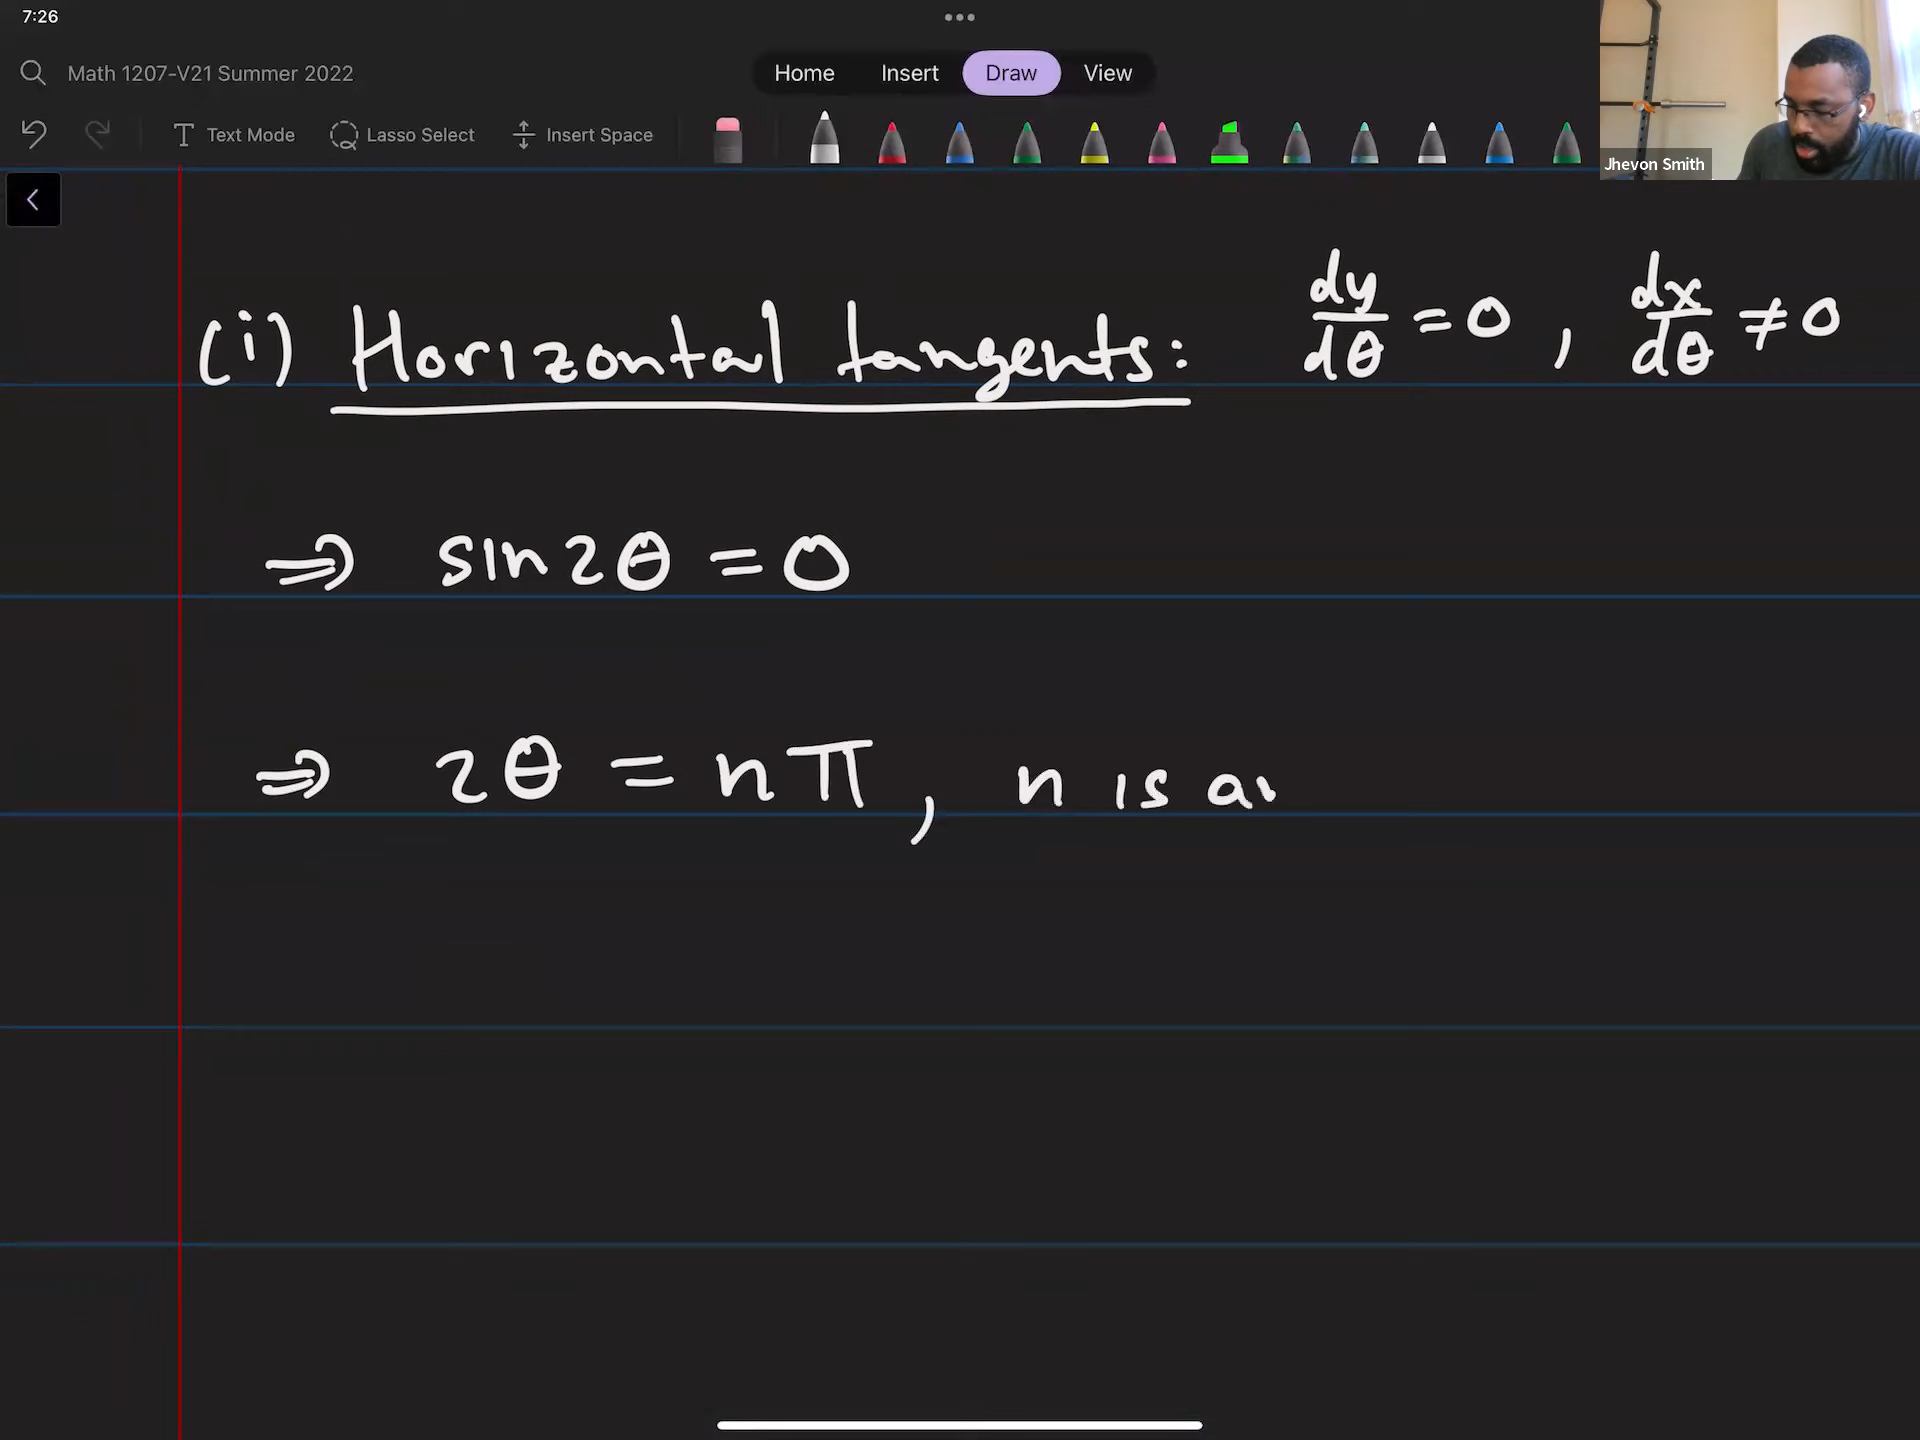 7:26
Math 1207-V21 Summer 2022
Home Insert Draw View
Text Mode Lasso Select Insert Space
Jhevon Smith
(i) Horizontal tangents: dy/dθ = 0 , dx/dθ ≠ 0
⇒ sin2θ = 0
⇒ 2θ = nπ , n is an